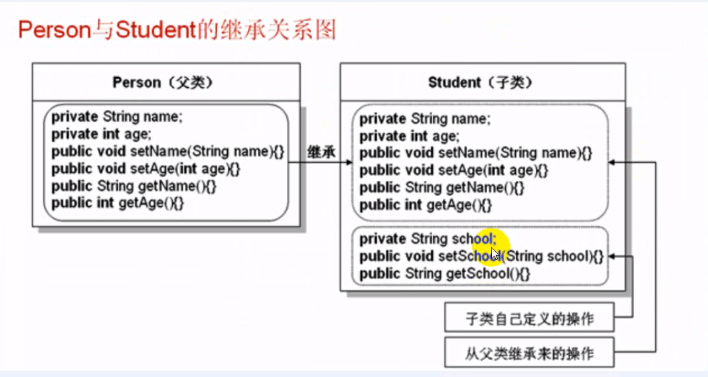 Person与Student的继承关系图
Person（父类）
private String name;
private int age;
public void setName(String name){}
public void setAge(int age){}
public String getName(){}
public int getAge(){}
继承
Student（子类）
private String name;
private int age;
public void setName(String name){}
public void setAge(int age){}
public String getName(){}
public int getAge(){}
private String school;
public void setSchool(String school){}
public String getSchool(){}
子类自己定义的操作
从父类继承来的操作